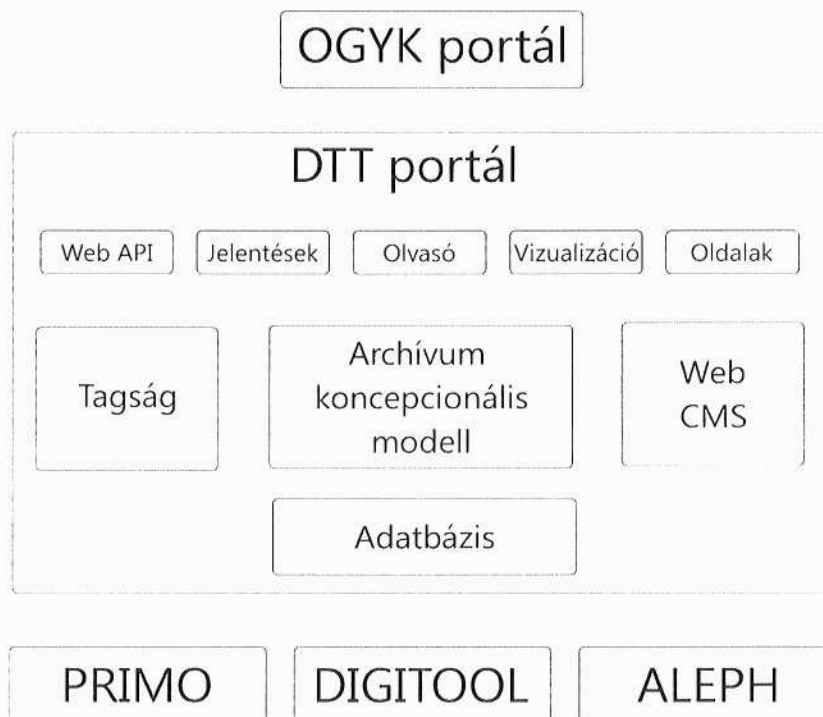 OGYK portál
DTT portál
Web API
Jelentések
Olvasó
Vizualizáció
Oldalak
Tagság
Archívum
koncepcionális
modell
Web
CMS
Adatbázis
PRIMO
DIGITOOL
ALEPH